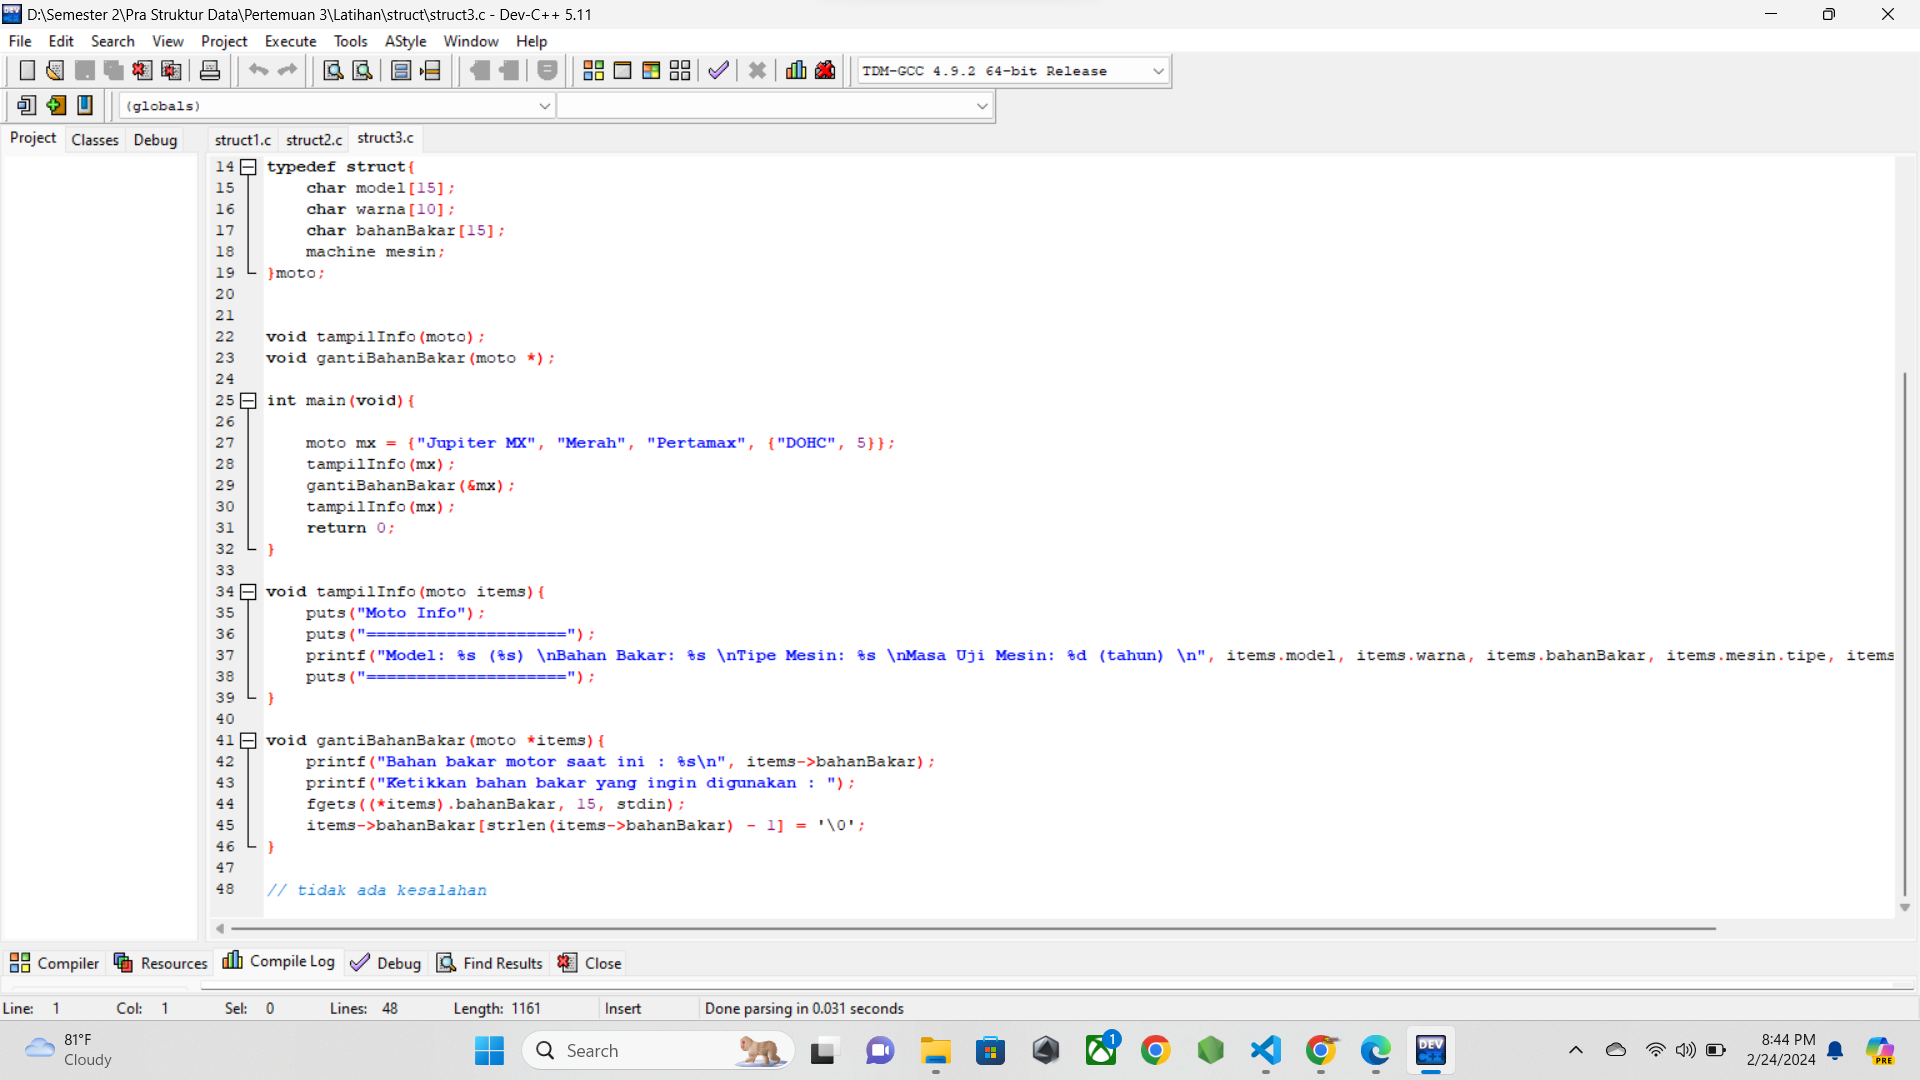 D:\Semester 2\Pra Struktur Data\Pertemuan 3\Latihan\struct\struct3.c - Dev-C++ 5.11
File Edit Search View Project Execute Tools AStyle Window Help
TDM-GCC 4.9.2 64-bit Release
(globals)
Project Classes Debug struct1.c struct2.c struct3.c
14 typedef struct{
15 char model[15];
16 char warna[10];
17 char bahanBakar[15];
18 machine mesin;
19 }moto;
20
21
22 void tampilInfo(moto);
23 void gantiBahanBakar(moto *);
24
25 int main(void){
26
27 moto mx = {"Jupiter MX", "Merah", "Pertamax", {"DOHC", 5}};
28 tampilInfo(mx);
29 gantiBahanBakar(&mx);
30 tampilInfo(mx);
31 return 0;
32 }
33
34 void tampilInfo(moto items){
35 puts("Moto Info");
36 puts("====================");
37 printf("Model: %s (%s) \nBahan Bakar: %s \nTipe Mesin: %s \nMasa Uji Mesin: %d (tahun) \n", items.model, items.warna, items.bahanBakar, items.mesin.tipe, items
38 puts("====================");
39 }
40
41 void gantiBahanBakar(moto *items){
42 printf("Bahan bakar motor saat ini : %s\n", items->bahanBakar);
43 printf("Ketikkan bahan bakar yang ingin digunakan : ");
44 fgets((*items).bahanBakar, 15, stdin);
45 items->bahanBakar[strlen(items->bahanBakar) - 1] = '\0';
46 }
47
48 // tidak ada kesalahan
Compiler Resources Compile Log Debug Find Results Close
Line: 1 Col: 1 Sel: 0 Lines: 48 Length: 1161 Insert Done parsing in 0.031 seconds
81°F
Cloudy
Search
1
DEV
C++
8:44 PM
2/24/2024
PRE